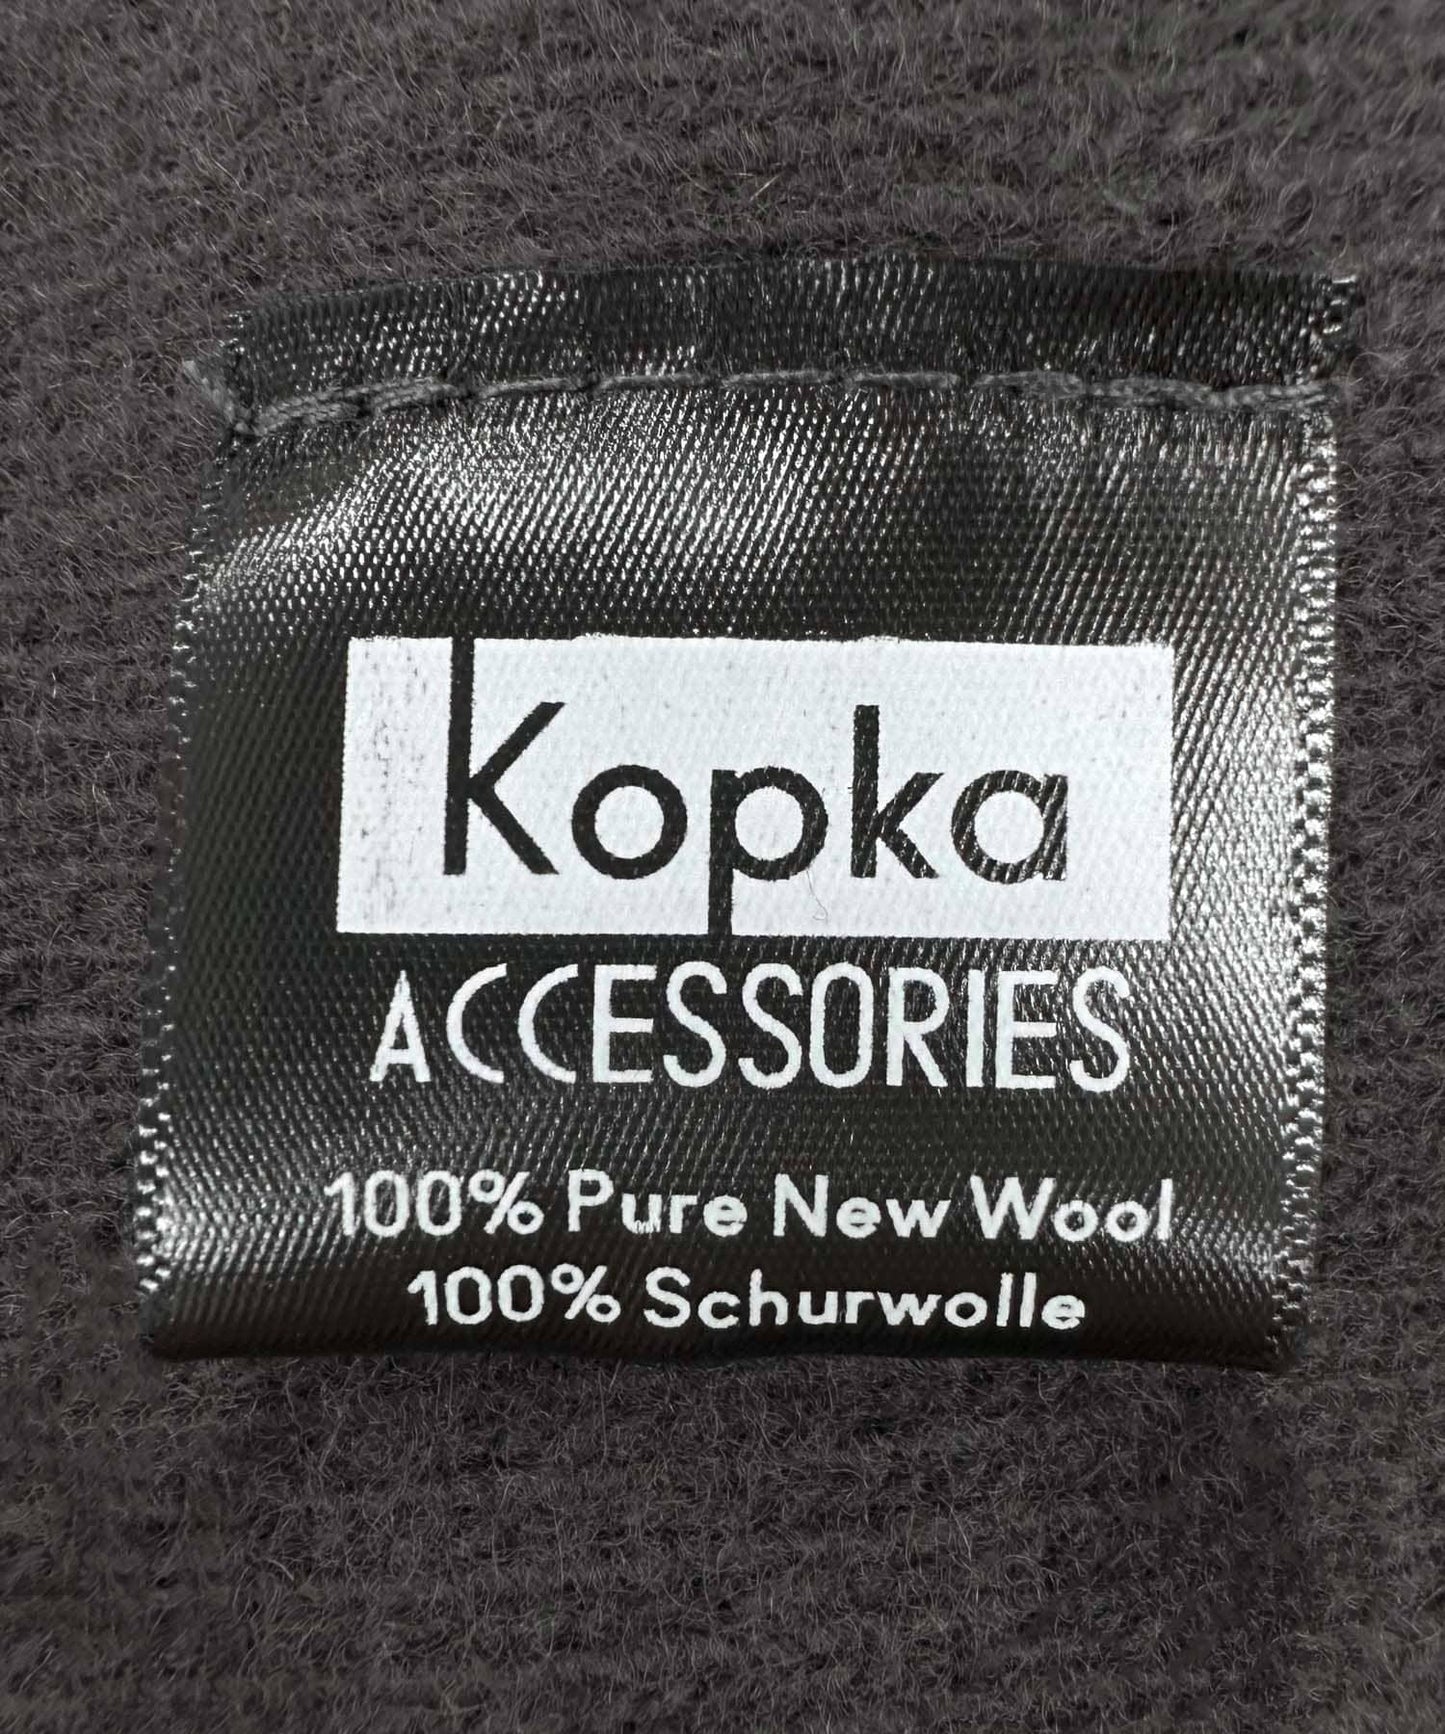 Kopka
ACCESSORIES
100% Pure New Wool
100% Schurwolle